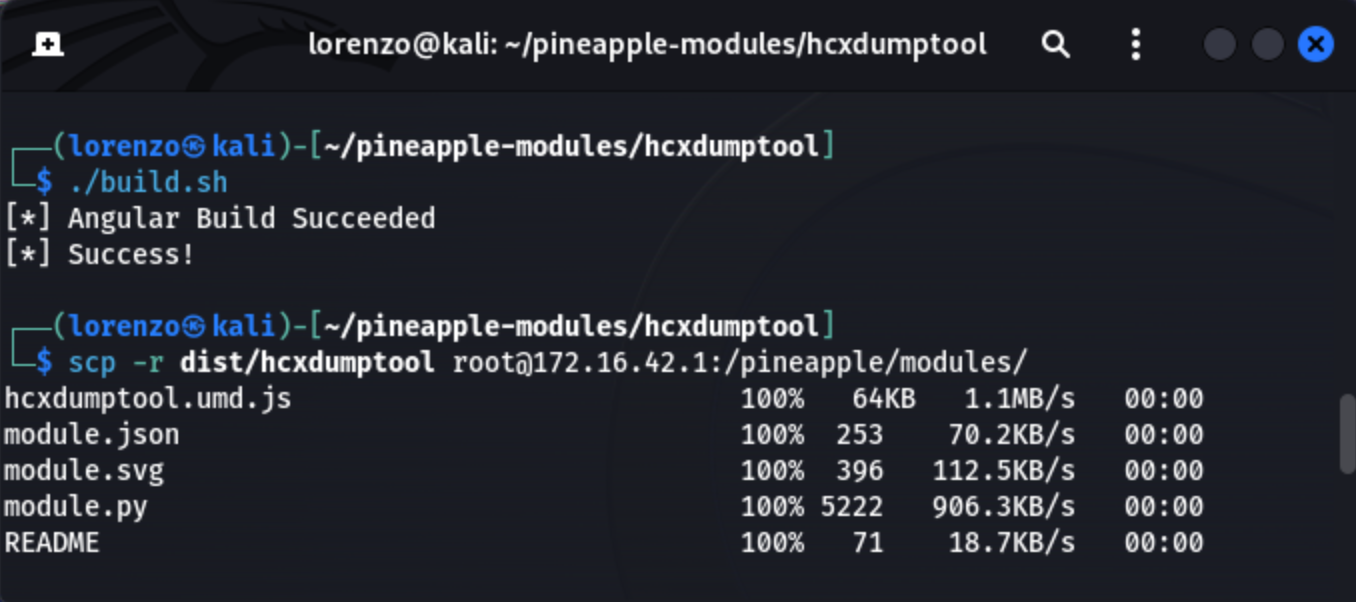 lorenzo@kali: ~/pineapple-modules/hcxdumptool
┌──(lorenzo㉿kali)-[~/pineapple-modules/hcxdumptool]
└─$ ./build.sh
[*] Angular Build Succeeded
[*] Success!
┌──(lorenzo㉿kali)-[~/pineapple-modules/hcxdumptool]
└─$ scp -r dist/hcxdumptool root@172.16.42.1:/pineapple/modules/
hcxdumptool.umd.js 100% 64KB 1.1MB/s 00:00
module.json 100% 253 70.2KB/s 00:00
module.svg 100% 396 112.5KB/s 00:00
module.py 100% 5222 906.3KB/s 00:00
README 100% 71 18.7KB/s 00:00